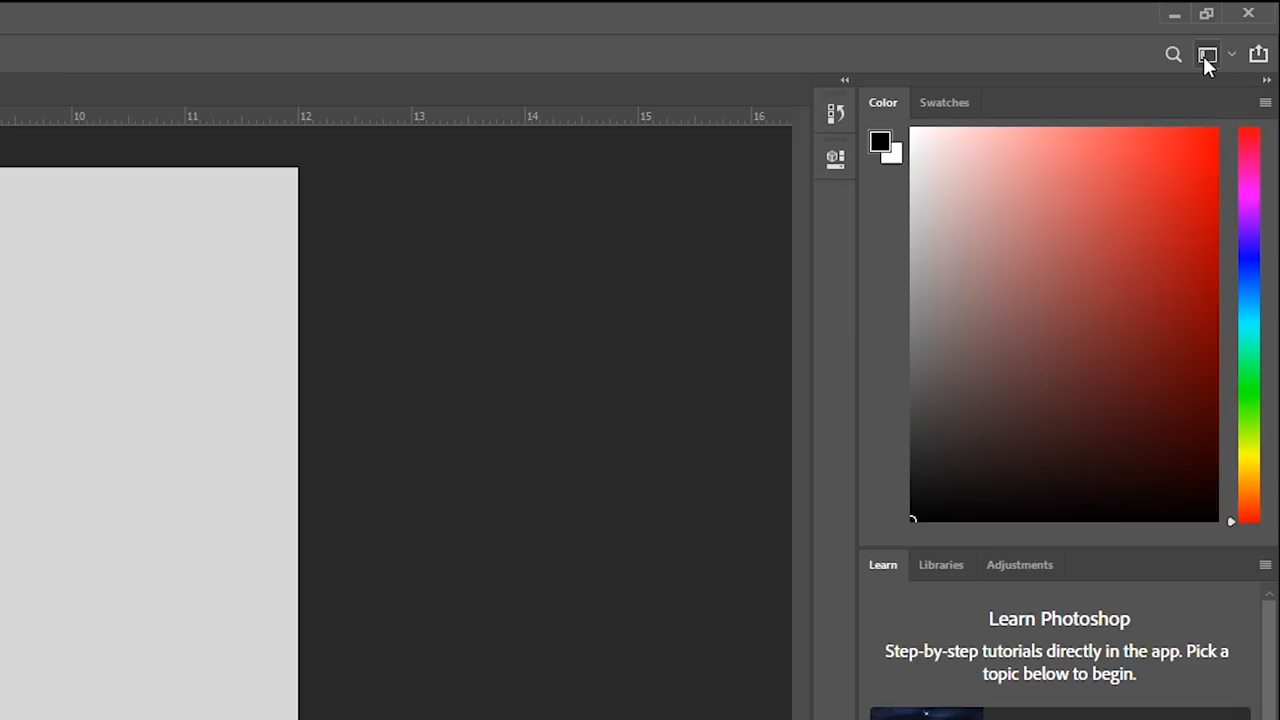 Color Swatches
10 11 12 13 14 15 16
Learn Libraries Adjustments
Learn Photoshop
Step-by-step tutorials directly in the app. Pick a
topic below to begin.